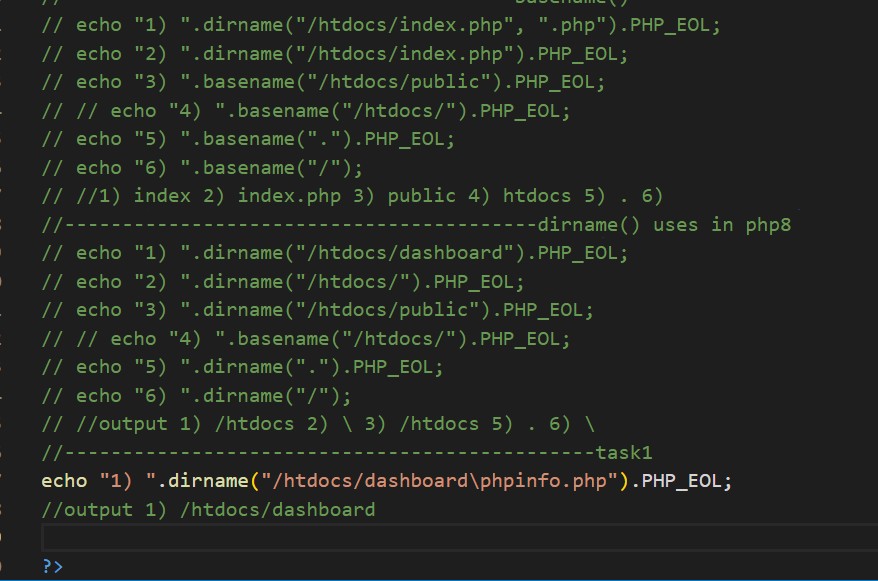 // echo "1) ".dirname("/htdocs/index.php", ".php").PHP_EOL;
// echo "2) ".dirname("/htdocs/index.php").PHP_EOL;
// echo "3) ".basename("/htdocs/public").PHP_EOL;
// // echo "4) ".basename("/htdocs/").PHP_EOL;
// echo "5) ".basename(".").PHP_EOL;
// echo "6) ".basename("/");
// //1) index 2) index.php 3) public 4) htdocs 5) . 6)
//-----------------------------------------dirname() uses in php8
// echo "1) ".dirname("/htdocs/dashboard").PHP_EOL;
// echo "2) ".dirname("/htdocs/").PHP_EOL;
// echo "3) ".dirname("/htdocs/public").PHP_EOL;
// // echo "4) ".basename("/htdocs/").PHP_EOL;
// echo "5) ".dirname(".").PHP_EOL;
// echo "6) ".dirname("/");
// //output 1) /htdocs 2) \ 3) /htdocs 5) . 6) \
//----------------------------------------------task1
echo "1) ".dirname("/htdocs/dashboard\phpinfo.php").PHP_EOL;
//output 1) /htdocs/dashboard
?>